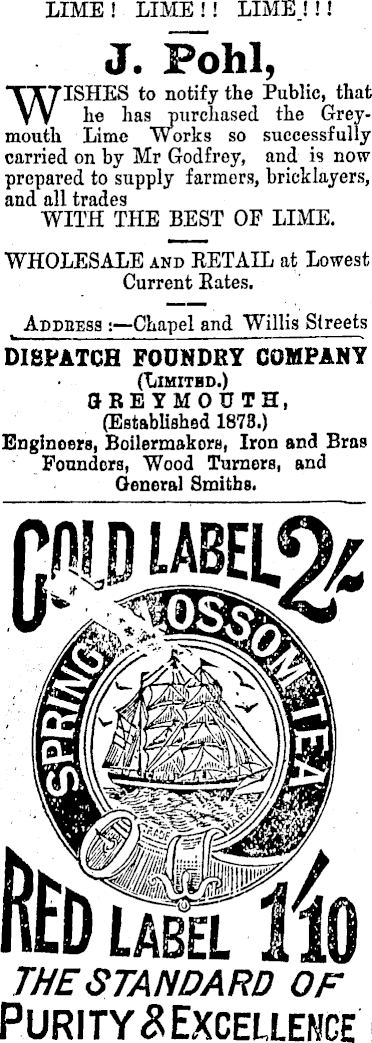 LIME! LIME!! LIME!!!
J. Pohl,
WISHES to notify the Public, that
he has purchased the Grey-
mouth Lime Works so successfully
carried on by Mr Godfrey, and is now
prepared to supply farmers, bricklayers,
and all trades
WITH THE BEST OF LIME.
WHOLESALE AND RETAIL at Lowest
Current Rates.
ADDRESS :—Chapel and Willis Streets
DISPATCH FOUNDRY COMPANY
(LIMITED.)
GREYMOUTH,
(Established 1873.)
Engineers, Boilermakers, Iron and Bras
Founders, Wood Turners, and
General Smiths.
GOLD LABEL 2/-
SPRING BLOSSOM TEA
RED LABEL 1/10
THE STANDARD OF
PURITY & EXCELLENCE